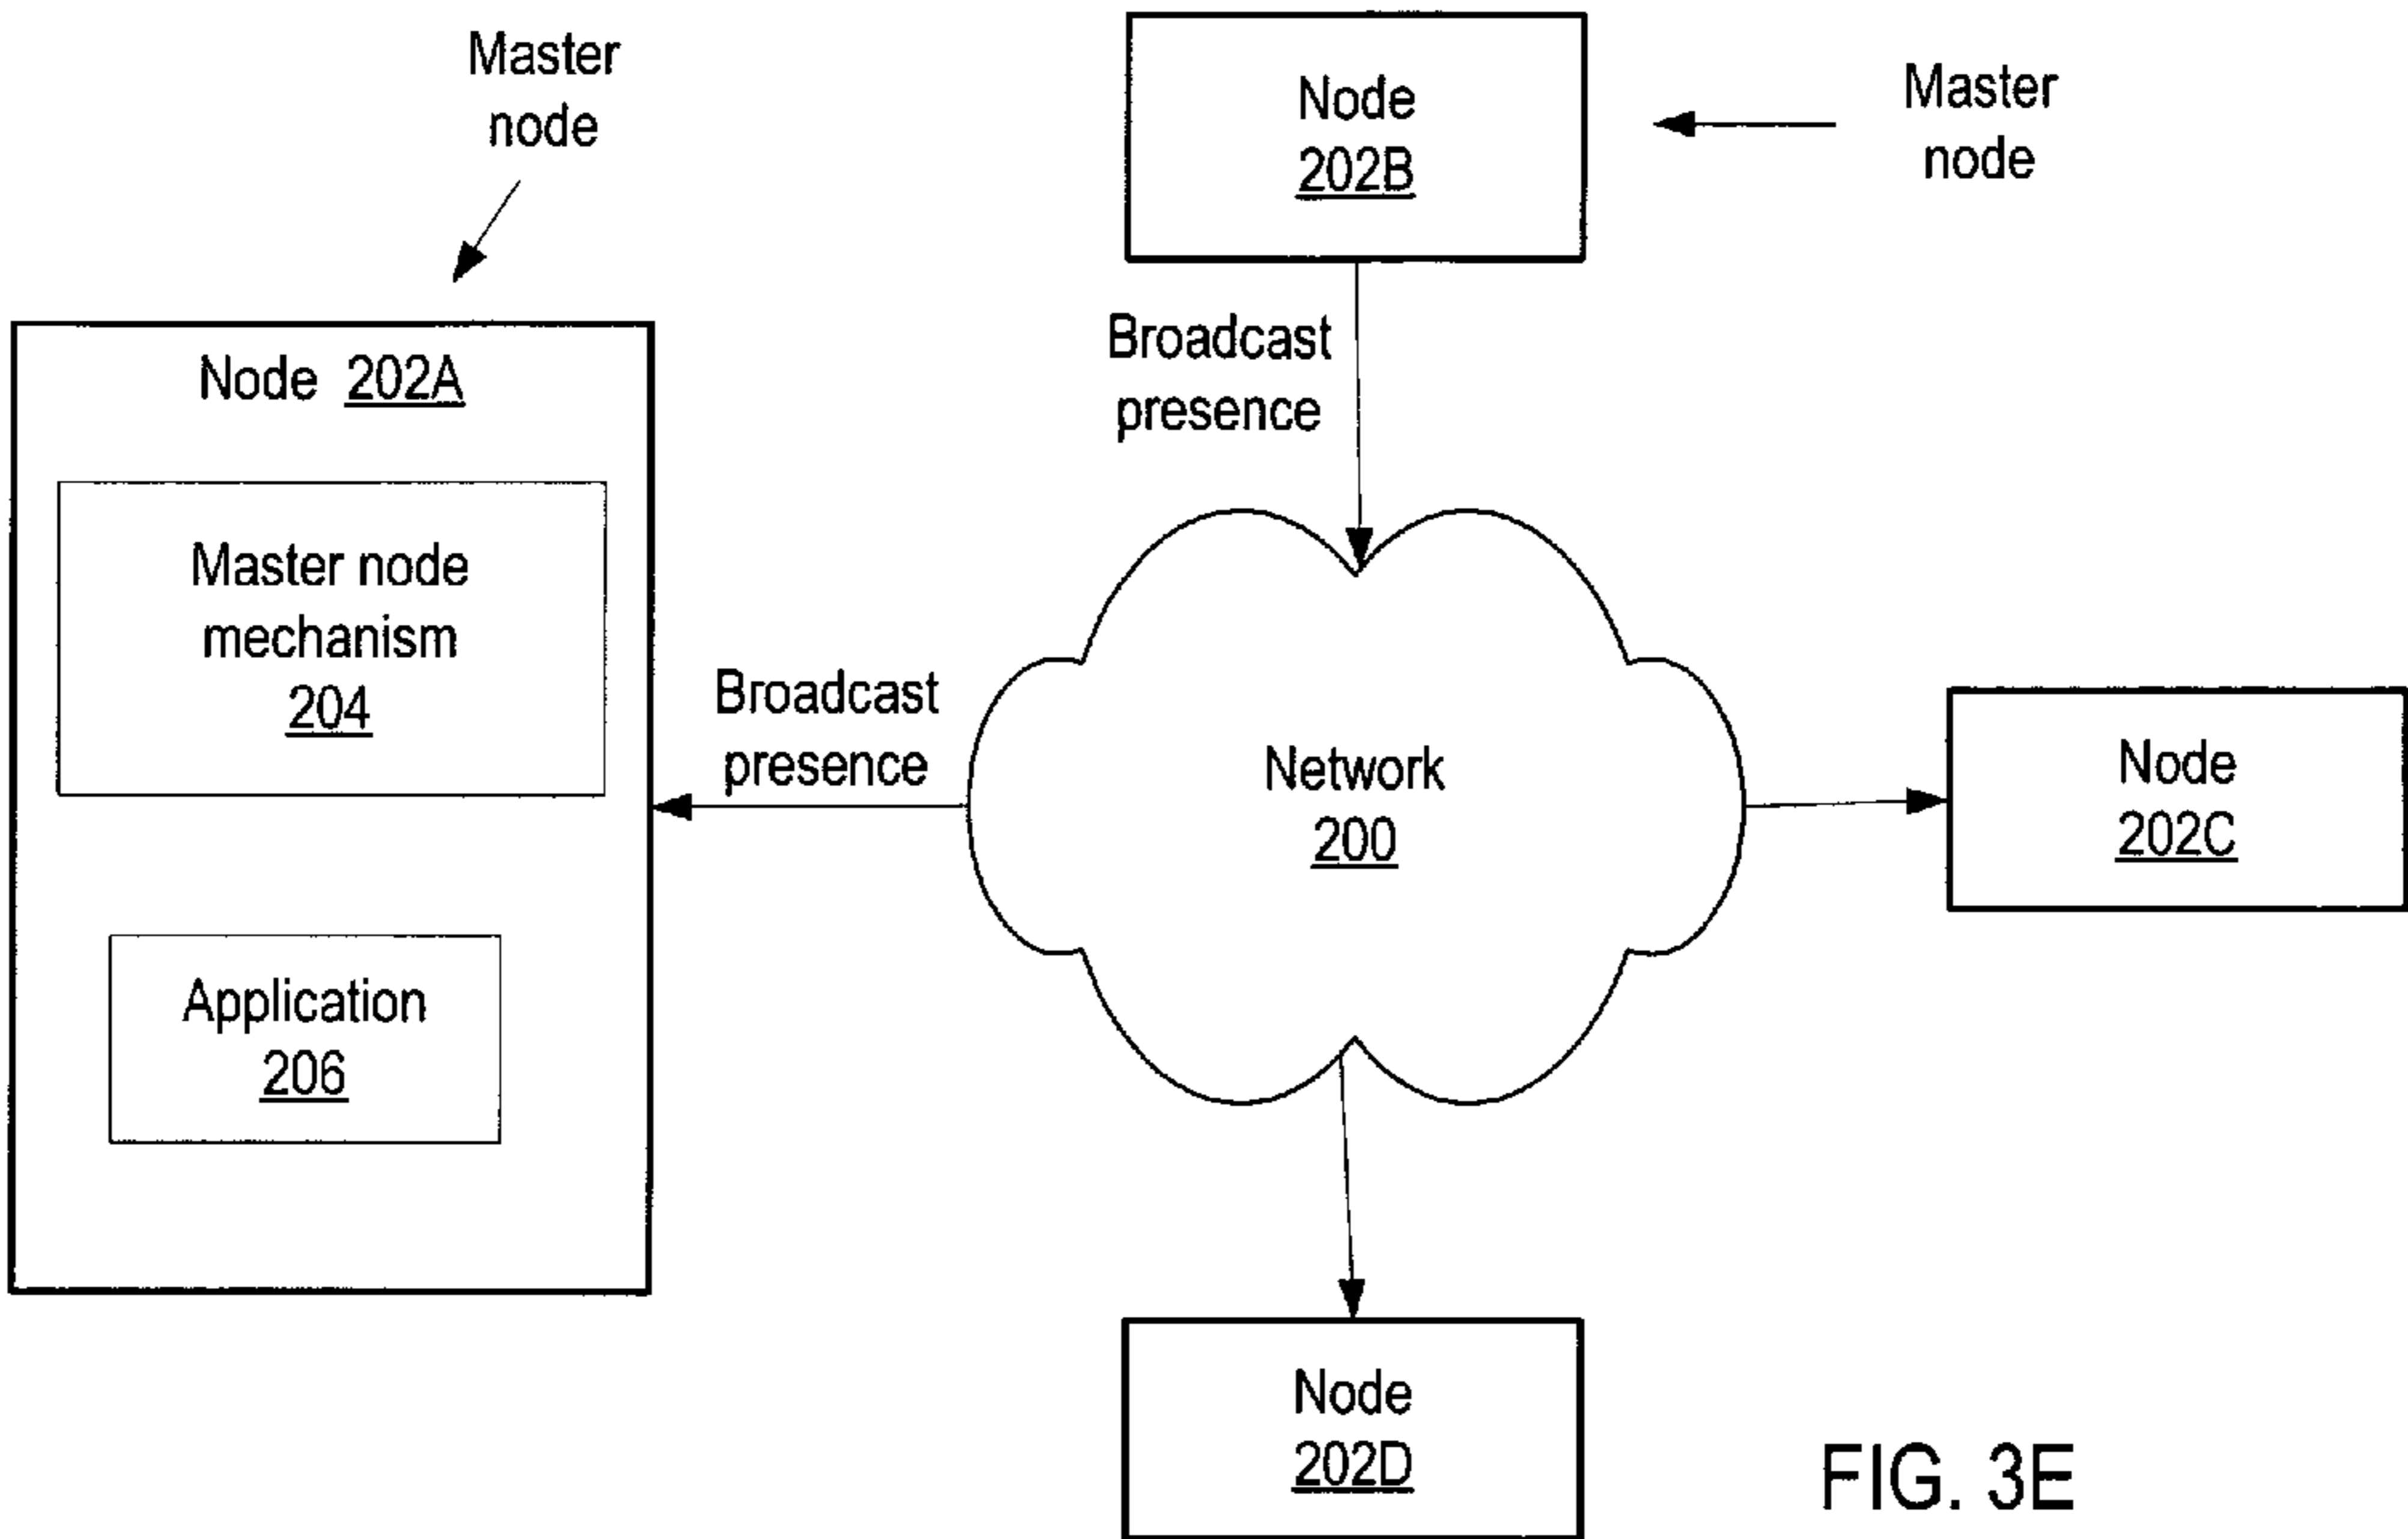 Master
node
Node
202B
Master
node
Broadcast
presence
Node 202A
Master node
mechanism
204
Broadcast
presence
Network
200
Node
202C
Application
206
Node
202D
FIG. 3E